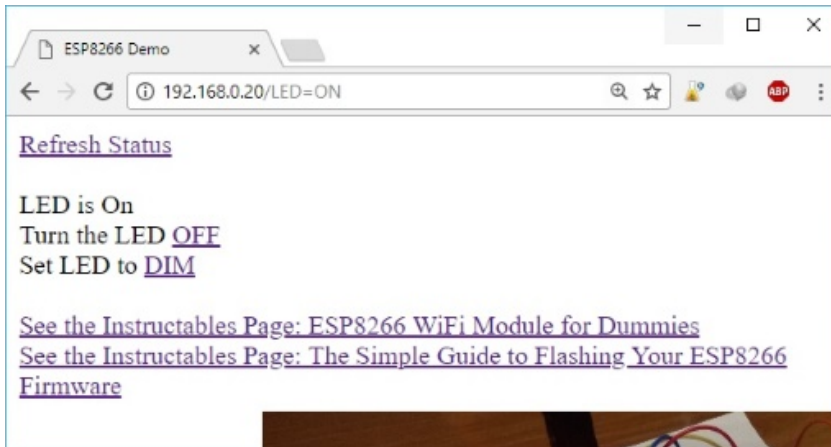 ESP8266 Demo
192.168.0.20/LED=ON
ABP
Refresh Status
LED is On
Turn the LED OFF
Set LED to DIM
See the Instructables Page: ESP8266 WiFi Module for Dummies
See the Instructables Page: The Simple Guide to Flashing Your ESP8266
Firmware